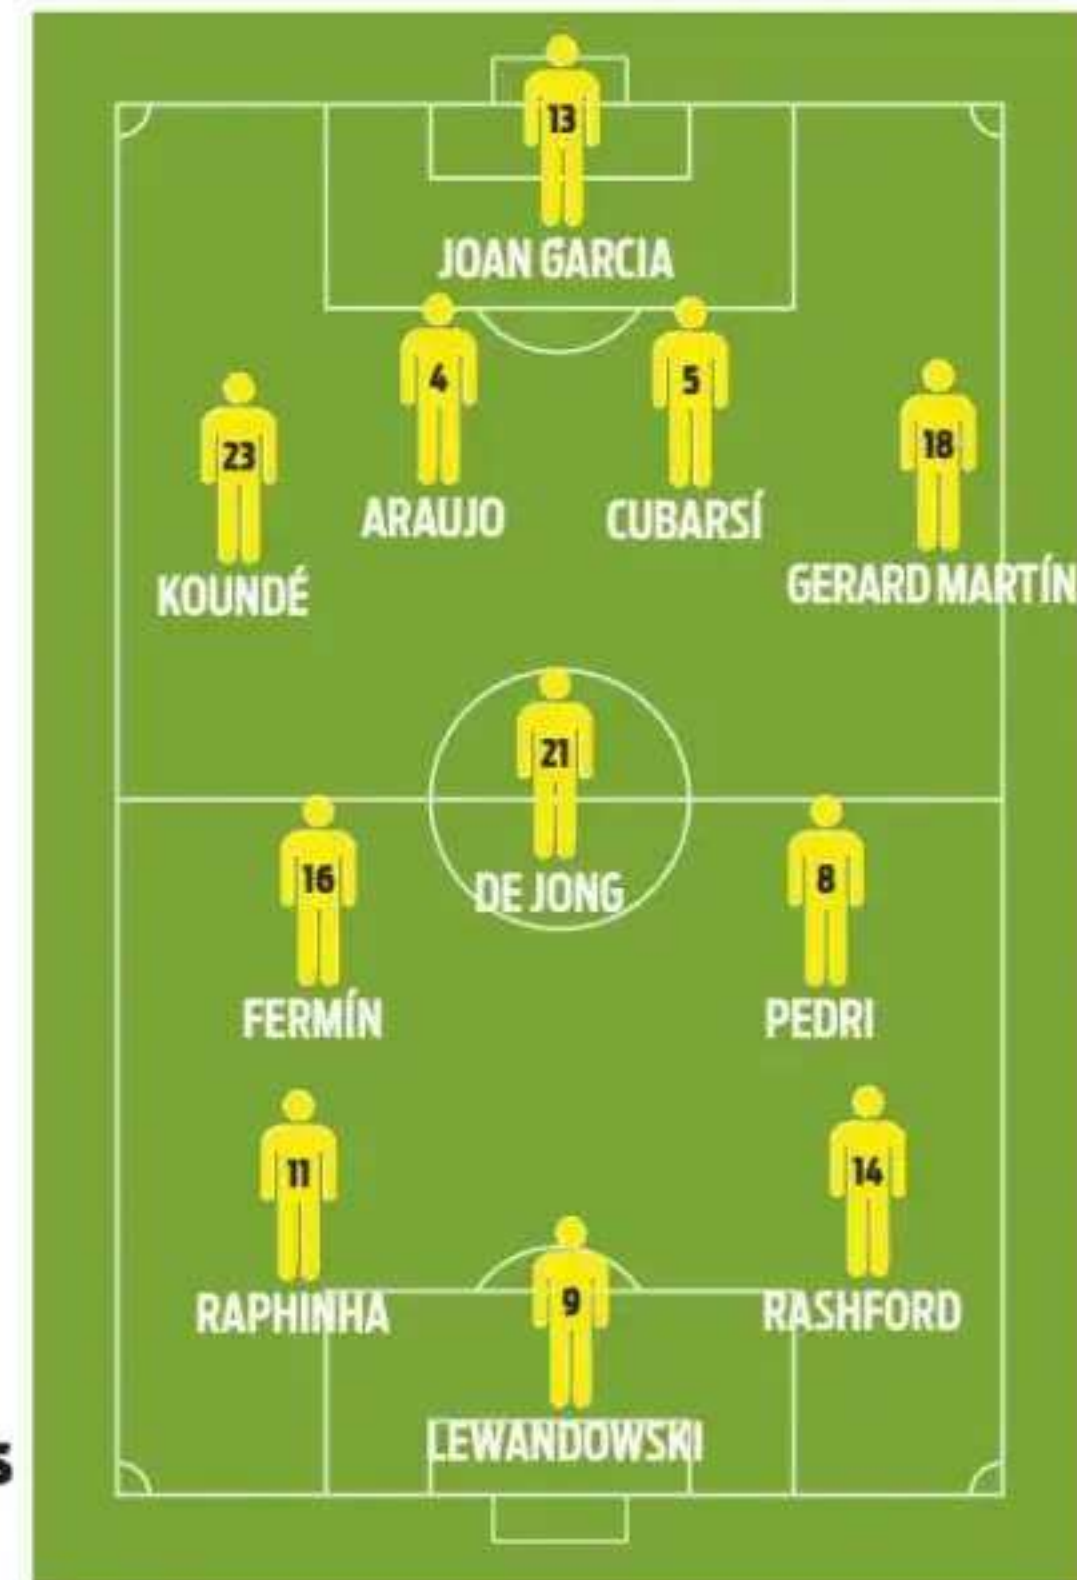 13
JOAN GARCIA
4
5
23
18
ARAUJO
CUBARSÍ
KOUNDÉ
GERARD MARTÍN
21
16
8
DE JONG
FERMÍN
PEDRI
11
14
9
RAPHINHA
RASHFORD
LEWANDOWSKI